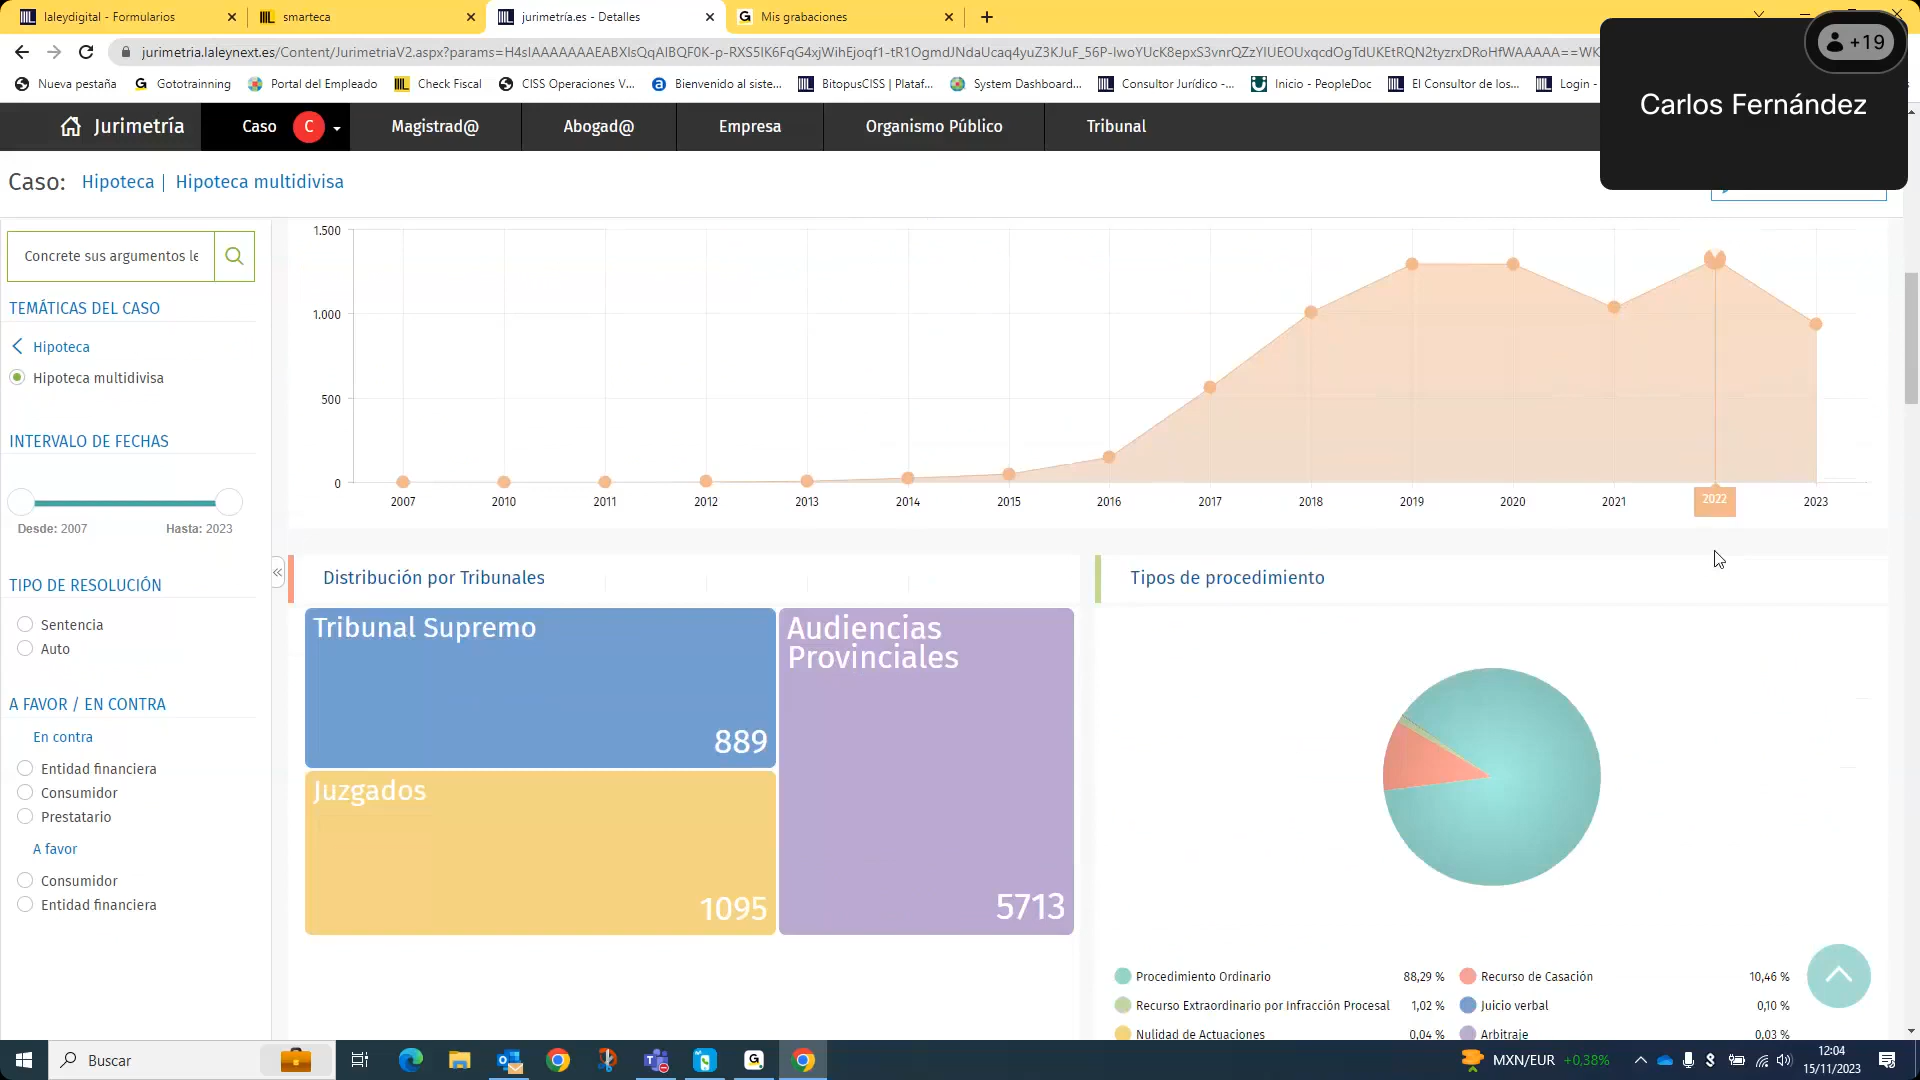 laleydigital - Formularios
smarteca
jurimetría.es - Detalles
G Mis grabaciones
jurimetria.laleynext.es/Content/JurimetriaV2.aspx?params=
Nueva pestaña
Gototrainning
Portal del Empleado
Check Fiscal
CISS Operaciones V...
Bienvenido al siste...
BitopusCISS | Plataf...
System Dashboard...
Consultor Jurídico -...
Inicio - PeopleDoc
El Consultor de los...
Login -
+19
Carlos Fernández
Jurimetría
Caso C
Magistrad@
Abogad@
Empresa
Organismo Público
Tribunal
Caso: Hipoteca | Hipoteca multidivisa
Concrete sus argumentos le
TEMÁTICAS DEL CASO
Hipoteca
Hipoteca multidivisa
INTERVALO DE FECHAS
Desde: 2007 Hasta: 2023
TIPO DE RESOLUCIÓN
Sentencia
Auto
A FAVOR / EN CONTRA
En contra
Entidad financiera
Consumidor
Prestatario
A favor
Consumidor
Entidad financiera
1.500
1.000
500
0
2007 2010 2011 2012 2013 2014 2015 2016 2017 2018 2019 2020 2021 2022 2023
Distribución por Tribunales
Tribunal Supremo
889
Juzgados
1095
Audiencias
Provinciales
5713
Tipos de procedimiento
Procedimiento Ordinario 88,29 % Recurso de Casación 10,46 %
Recurso Extraordinario por Infracción Procesal 1,02 % Juicio verbal 0,10 %
Nulidad de Actuaciones 0,04 % Arbitraje 0,03 %
Buscar
MXN/EUR +0,38%
12:04
15/11/2023